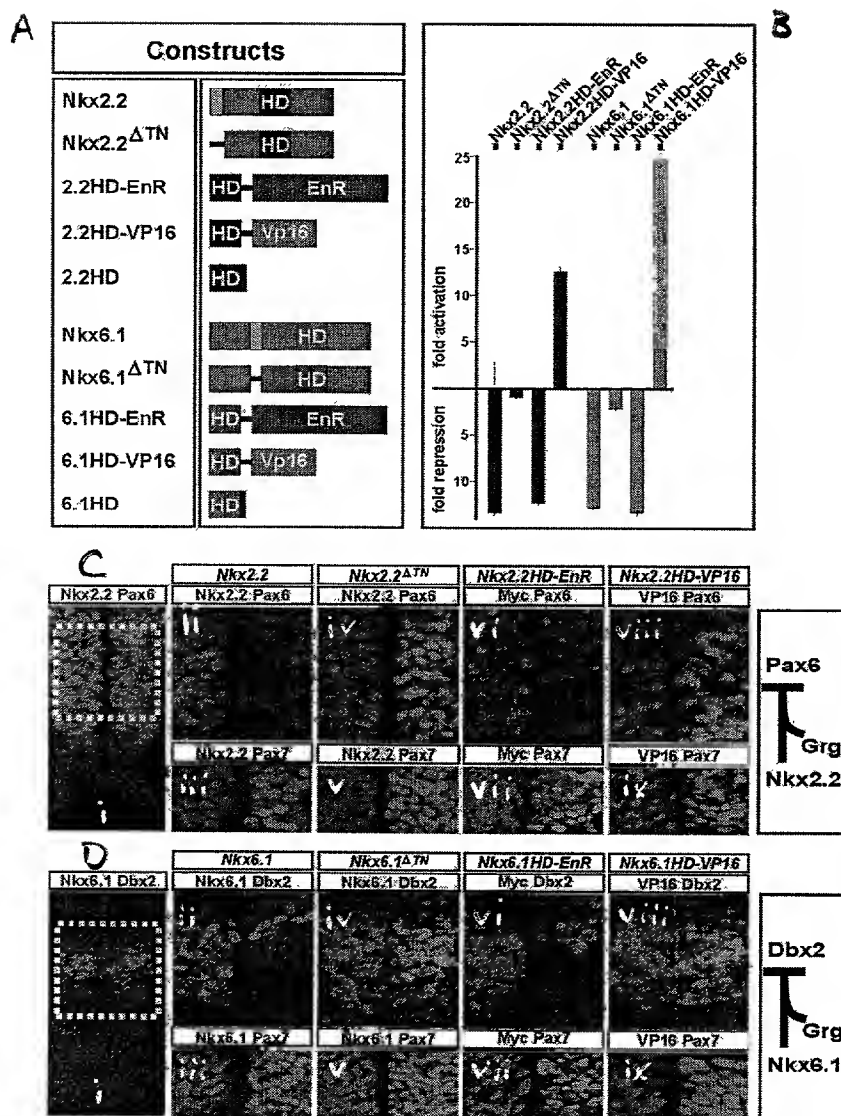 A
Constructs
Nkx2.2
HD
Nkx2.2ΔTN
HD
2.2HD-EnR
HD EnR
2.2HD-VP16
HD Vp16
2.2HD
HD
Nkx6.1
HD
Nkx6.1ΔTN
HD
6.1HD-EnR
HD EnR
6.1HD-VP16
HD Vp16
6.1HD
HD
B
Nkx2.2
Nkx2.2ΔTN
Nkx2.2HD-EnR
Nkx2.2HD-VP16
Nkx6.1
Nkx6.1ΔTN
Nkx6.1HD-EnR
Nkx6.1HD-VP16
25
20
15
10
5
5
10
fold activation
fold repression
C
Nkx2.2 Pax6
i
Nkx2.2
Nkx2.2 Pax6
ii
Nkx2.2 Pax7
iii
Nkx2.2ΔTN
Nkx2.2 Pax6
iv
Nkx2.2 Pax7
v
Nkx2.2HD-EnR
Myc Pax6
vi
Myc Pax7
vii
Nkx2.2HD-VP16
VP16 Pax6
viii
VP16 Pax7
ix
Pax6
Grg
Nkx2.2
D
Nkx6.1 Dbx2
i
Nkx6.1
Nkx6.1 Dbx2
ii
Nkx6.1 Pax7
iii
Nkx6.1ΔTN
Nkx6.1 Dbx2
iv
Nkx6.1 Pax7
v
Nkx6.1HD-EnR
Myc Dbx2
vi
Myc Pax7
vii
Nkx6.1HD-VP16
VP16 Dbx2
viii
VP16 Pax7
ix
Dbx2
Grg
Nkx6.1